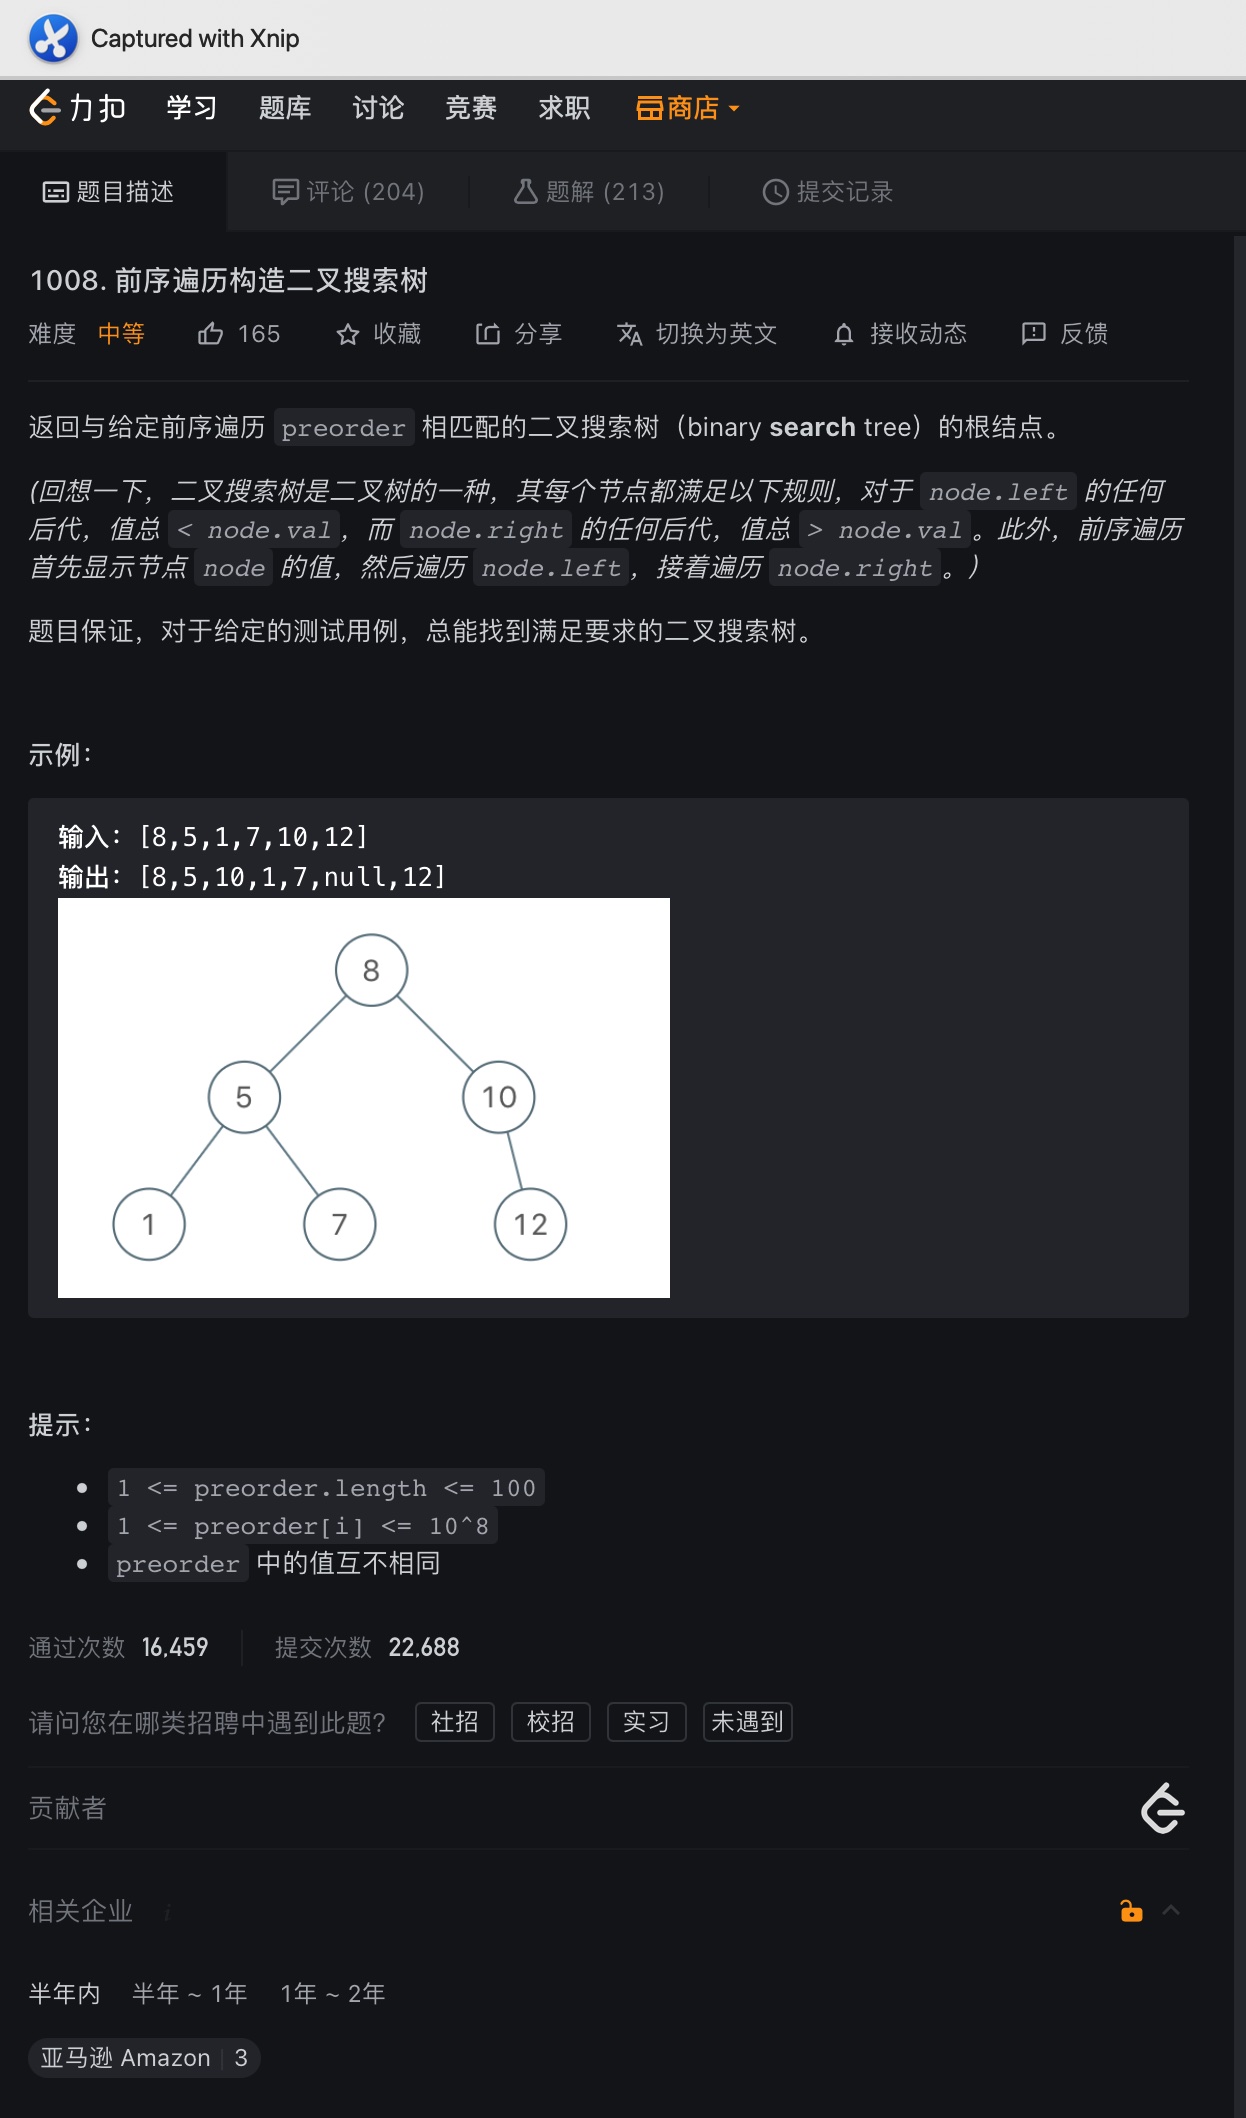 Captured with Xnip
力扣 学习 题库 讨论 竞赛 求职 商店
题目描述 评论 (204) 题解 (213) 提交记录
1008. 前序遍历构造二叉搜索树
难度 中等 165 收藏 分享 切换为英文 接收动态 反馈
返回与给定前序遍历 preorder 相匹配的二叉搜索树（binary search tree）的根结点。
(回想一下，二叉搜索树是二叉树的一种，其每个节点都满足以下规则，对于 node.left 的任何
后代，值总 < node.val，而 node.right 的任何后代，值总 > node.val。此外，前序遍历
首先显示节点 node 的值，然后遍历 node.left，接着遍历 node.right。）
题目保证，对于给定的测试用例，总能找到满足要求的二叉搜索树。
示例：
输入：[8,5,1,7,10,12]
输出：[8,5,10,1,7,null,12]
8
5 10
1 7 12
提示：
1 <= preorder.length <= 100
1 <= preorder[i] <= 10^8
preorder 中的值互不相同
通过次数 16,459 提交次数 22,688
请问您在哪类招聘中遇到此题？ 社招 校招 实习 未遇到
贡献者
相关企业 i
半年内 半年 ~ 1年 1年 ~ 2年
亚马逊 Amazon 3